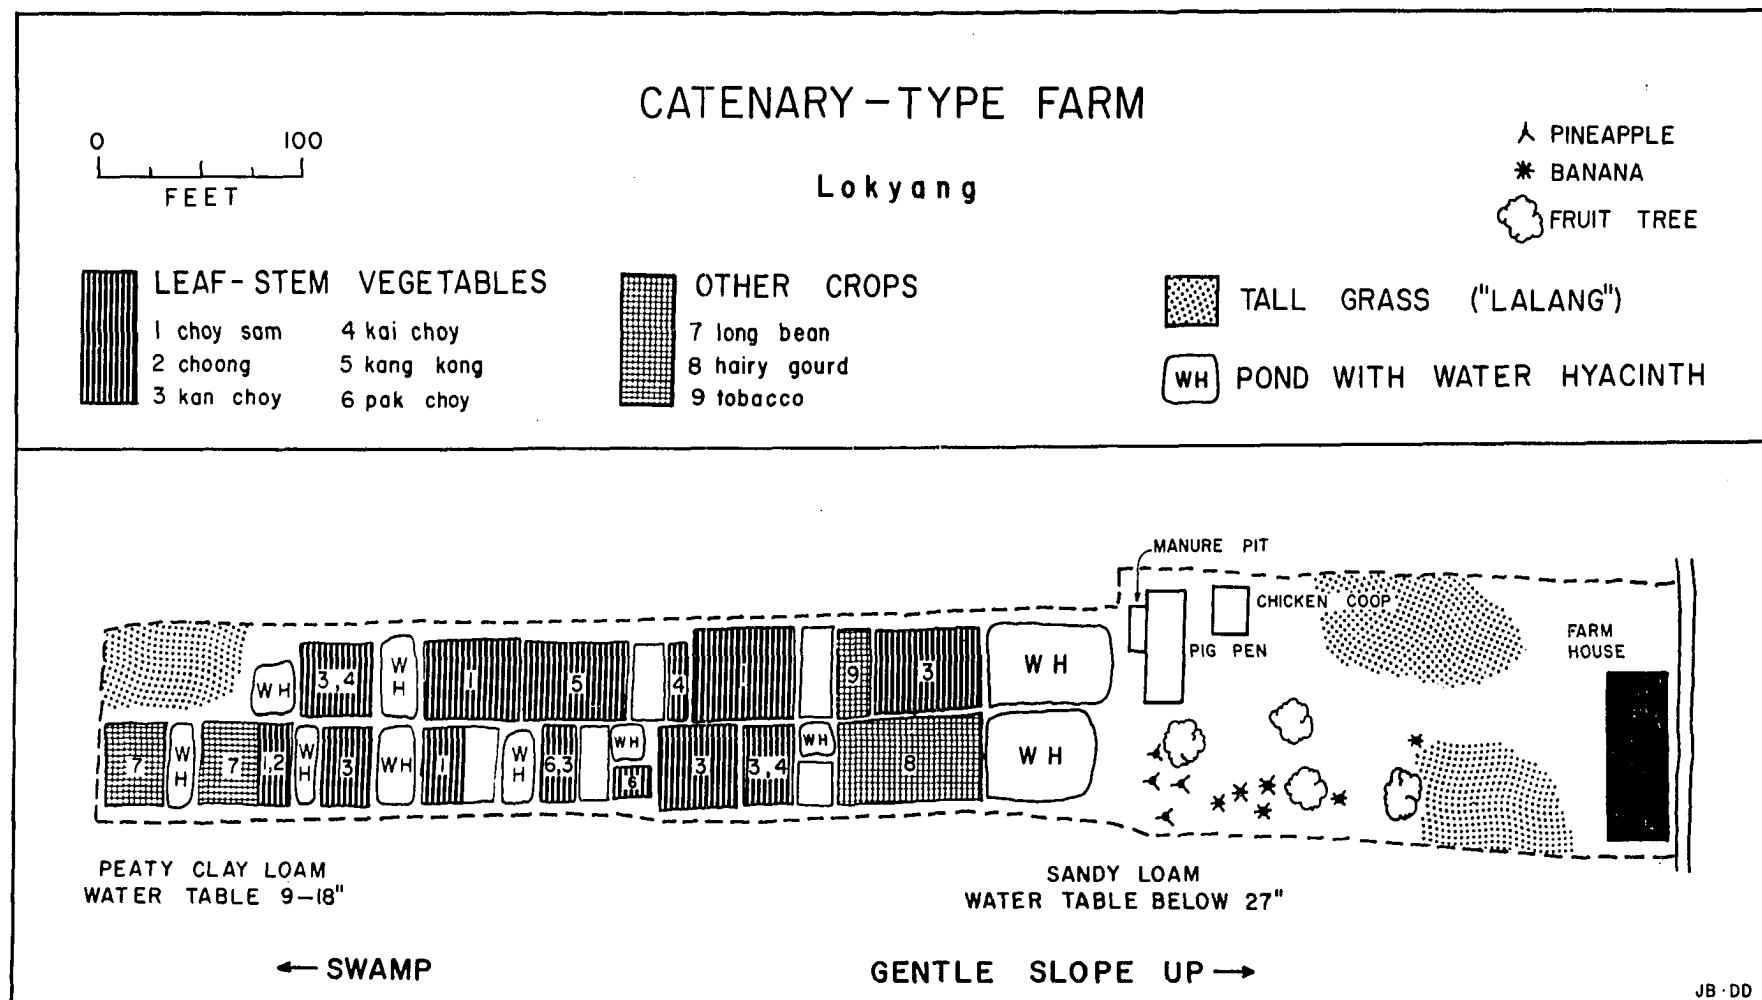 CATENARY-TYPE FARM
Lokyang
0 100
FEET
PINEAPPLE
BANANA
FRUIT TREE
LEAF-STEM VEGETABLES
1 choy sam 4 kai choy
2 choong 5 kang kong
3 kan choy 6 pak choy
OTHER CROPS
7 long bean
8 hairy gourd
9 tobacco
TALL GRASS ("LALANG")
WH POND WITH WATER HYACINTH
MANURE PIT
CHICKEN COOP
PIG PEN
FARM
HOUSE
WH 3,4 WH 1 5 4 1 9 3 WH
7 WH 7 1,2 WH 3 WH 1 WH 6,3 WH 6 3 3,4 WH 8 WH
PEATY CLAY LOAM
WATER TABLE 9-18"
SANDY LOAM
WATER TABLE BELOW 27"
← SWAMP
GENTLE SLOPE UP →
JB·DD